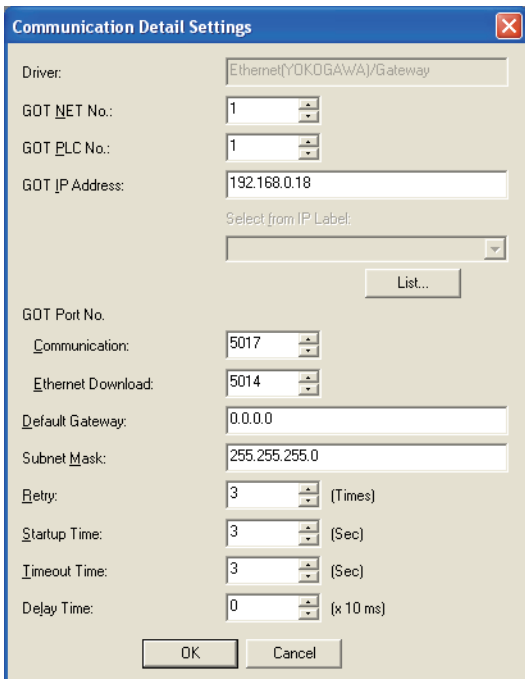 Communication Detail Settings
Driver: Ethernet(YOKOGAWA)/Gateway
GOT NET No.: 1
GOT PLC No.: 1
GOT IP Address: 192.168.0.18
Select from IP Label:
List...
GOT Port No.
Communication: 5017
Ethernet Download: 5014
Default Gateway: 0.0.0.0
Subnet Mask: 255.255.255.0
Retry: 3 (Times)
Startup Time: 3 (Sec)
Timeout Time: 3 (Sec)
Delay Time: 0 (x 10 ms)
OK Cancel